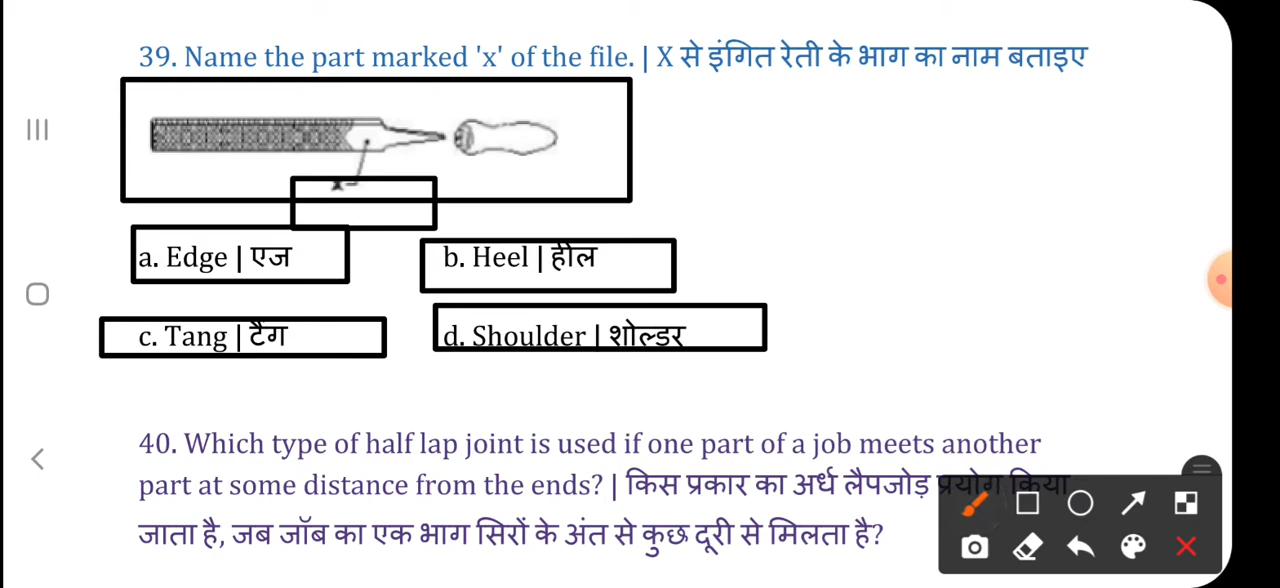 39. Name the part marked 'x' of the file. | X से इंगित रेती के भाग का नाम बताइए
x
a. Edge | एज
b. Heel | हील
c. Tang | टैंग
d. Shoulder | शोल्डर
40. Which type of half lap joint is used if one part of a job meets another
part at some distance from the ends? | किस प्रकार का अर्ध लैपजोड़ प्रयोग किया
जाता है, जब जॉब का एक भाग सिरों के अंत से कुछ दूरी से मिलता है?